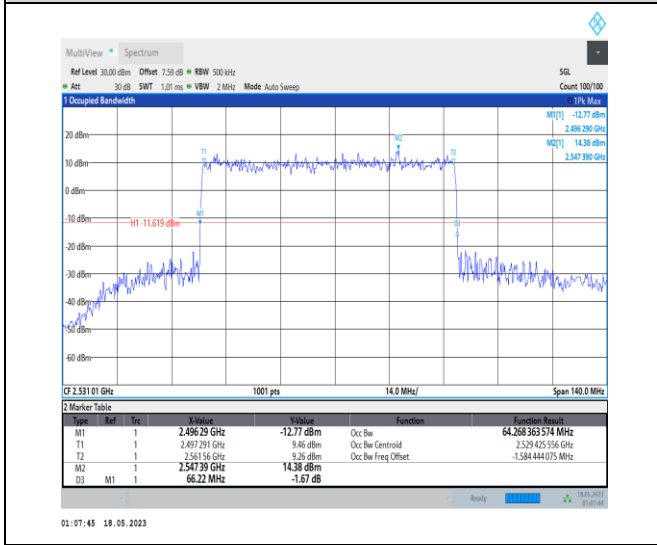 MultiView Spectrum
Ref Level 30.00 dBm Offset 7.59 dB RBW 500 kHz SGL
Att 30 dB SWT 1.01 ms VBW 2 MHz Mode Auto Sweep Count 100/100
1 Occupied Bandwidth 1Pk Max
M1[1] -12.77 dBm
2.496 290 GHz
M2[1] 14.38 dBm
2.547 390 GHz
20 dBm
T1 M2 T2
10 dBm
0 dBm
-10 dBm
M1
H1 -11.619 dBm D3
-20 dBm
-30 dBm
-40 dBm
-50 dBm
-60 dBm
CF 2.531 01 GHz 1001 pts 14.0 MHz/ Span 140.0 MHz
2 Marker Table
Type Ref Trc X-Value Y-Value Function Function Result
M1 1 2.496 29 GHz -12.77 dBm Occ Bw 64.268 363 574 MHz
T1 1 2.497 291 GHz 9.46 dBm Occ Bw Centroid 2.529 425 556 GHz
T2 1 2.561 56 GHz 9.26 dBm Occ Bw Freq Offset -1.584 444 075 MHz
M2 1 2.547 39 GHz 14.38 dBm
D3 M1 1 66.22 MHz -1.67 dB
Ready 18.05.2023
01:07:44
01:07:45 18.05.2023